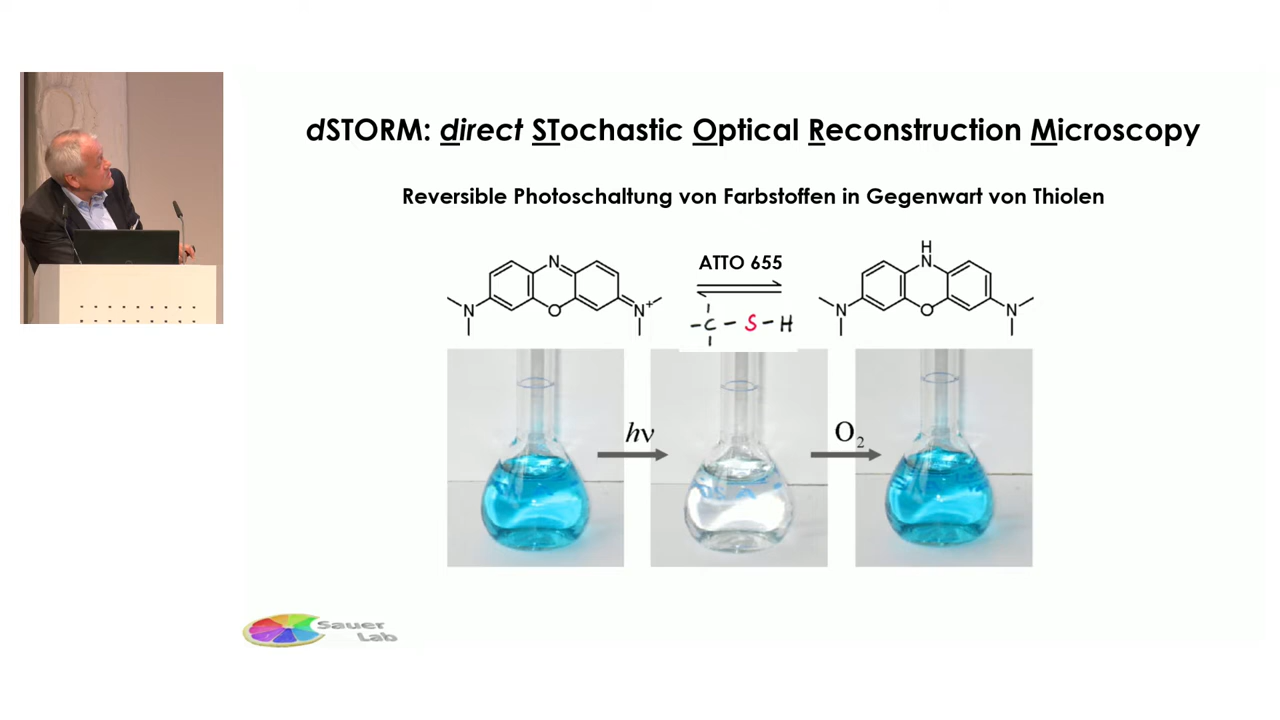 dSTORM: direct STochastic Optical Reconstruction Microscopy
Reversible Photoschaltung von Farbstoffen in Gegenwart von Thiolen
N
O
N
N+
ATTO 655
-C-S-H
H
N
O
N
N
hν
O2
Sauer
Lab